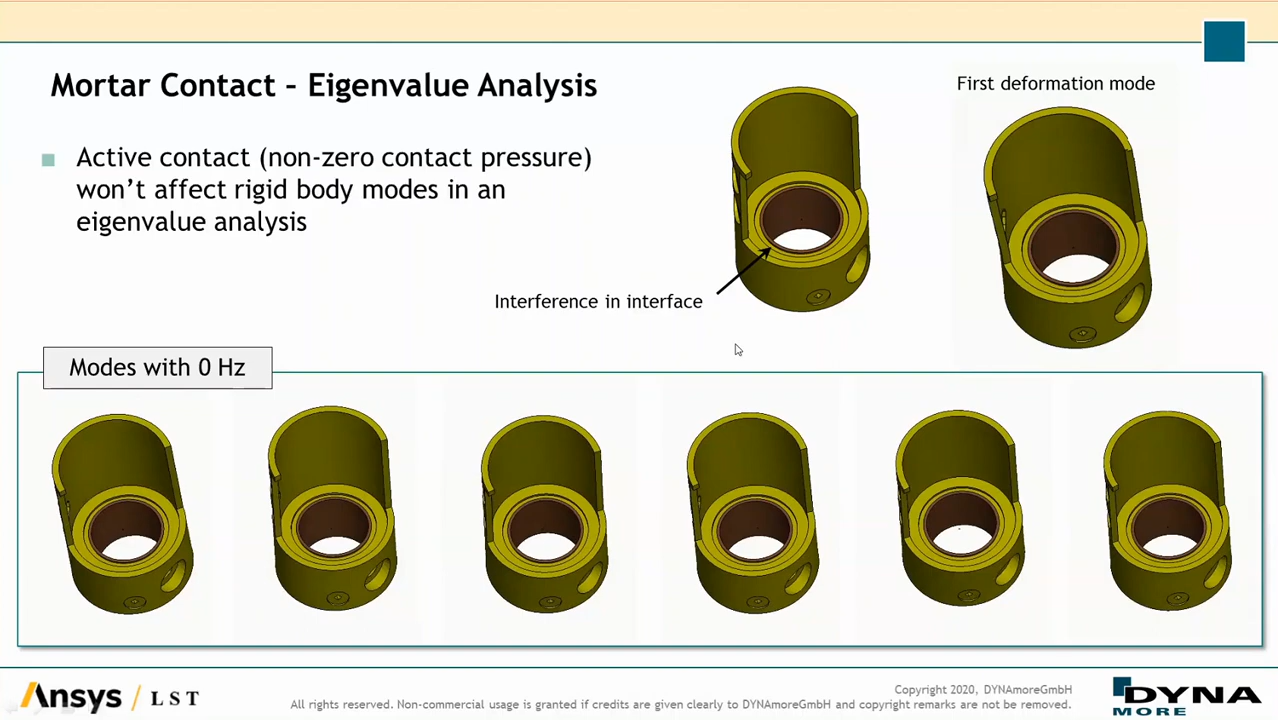 Mortar Contact – Eigenvalue Analysis
First deformation mode
Active contact (non-zero contact pressure)
won’t affect rigid body modes in an
eigenvalue analysis
Interference in interface
Modes with 0 Hz
Ansys / LST
Copyright 2020, DYNAmoreGmbH
All rights reserved. Non-commercial usage is granted if credits are given clearly to DYNAmoreGmbH and copyright remarks are not be removed.
DYNA
MORE